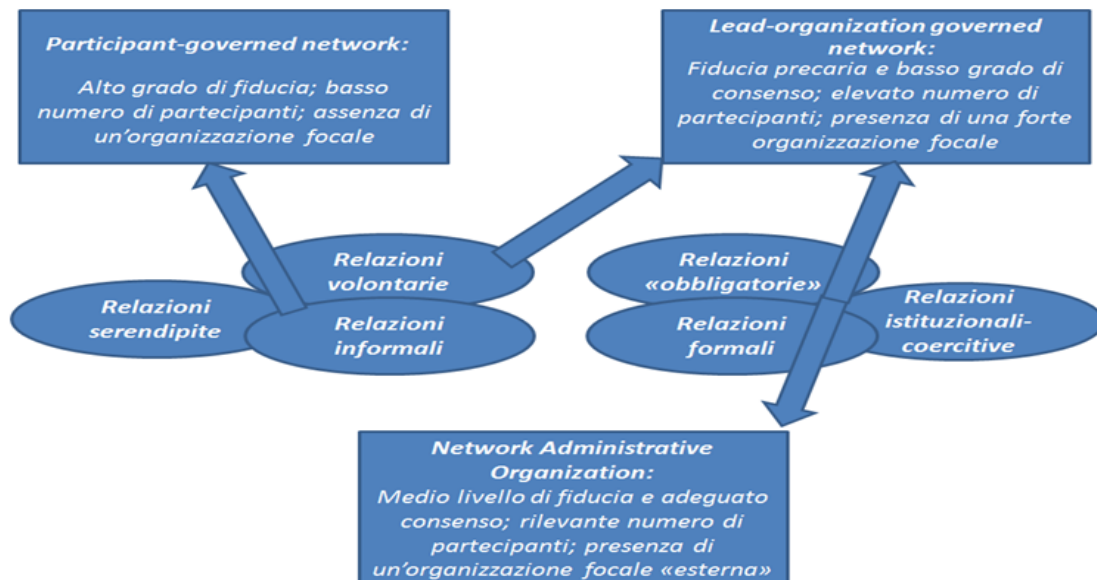 Participant-governed network:
Alto grado di fiducia; basso
numero di partecipanti; assenza di
un'organizzazione focale
Lead-organization governed
network:
Fiducia precaria e basso grado di
consenso; elevato numero di
partecipanti; presenza di una forte
organizzazione focale
Relazioni
volontarie
Relazioni
serendipite
Relazioni
informali
Relazioni
«obbligatorie»
Relazioni
formali
Relazioni
istituzionali-
coercitive
Network Administrative
Organization:
Medio livello di fiducia e adeguato
consenso; rilevante numero di
partecipanti; presenza di
un'organizzazione focale «esterna»